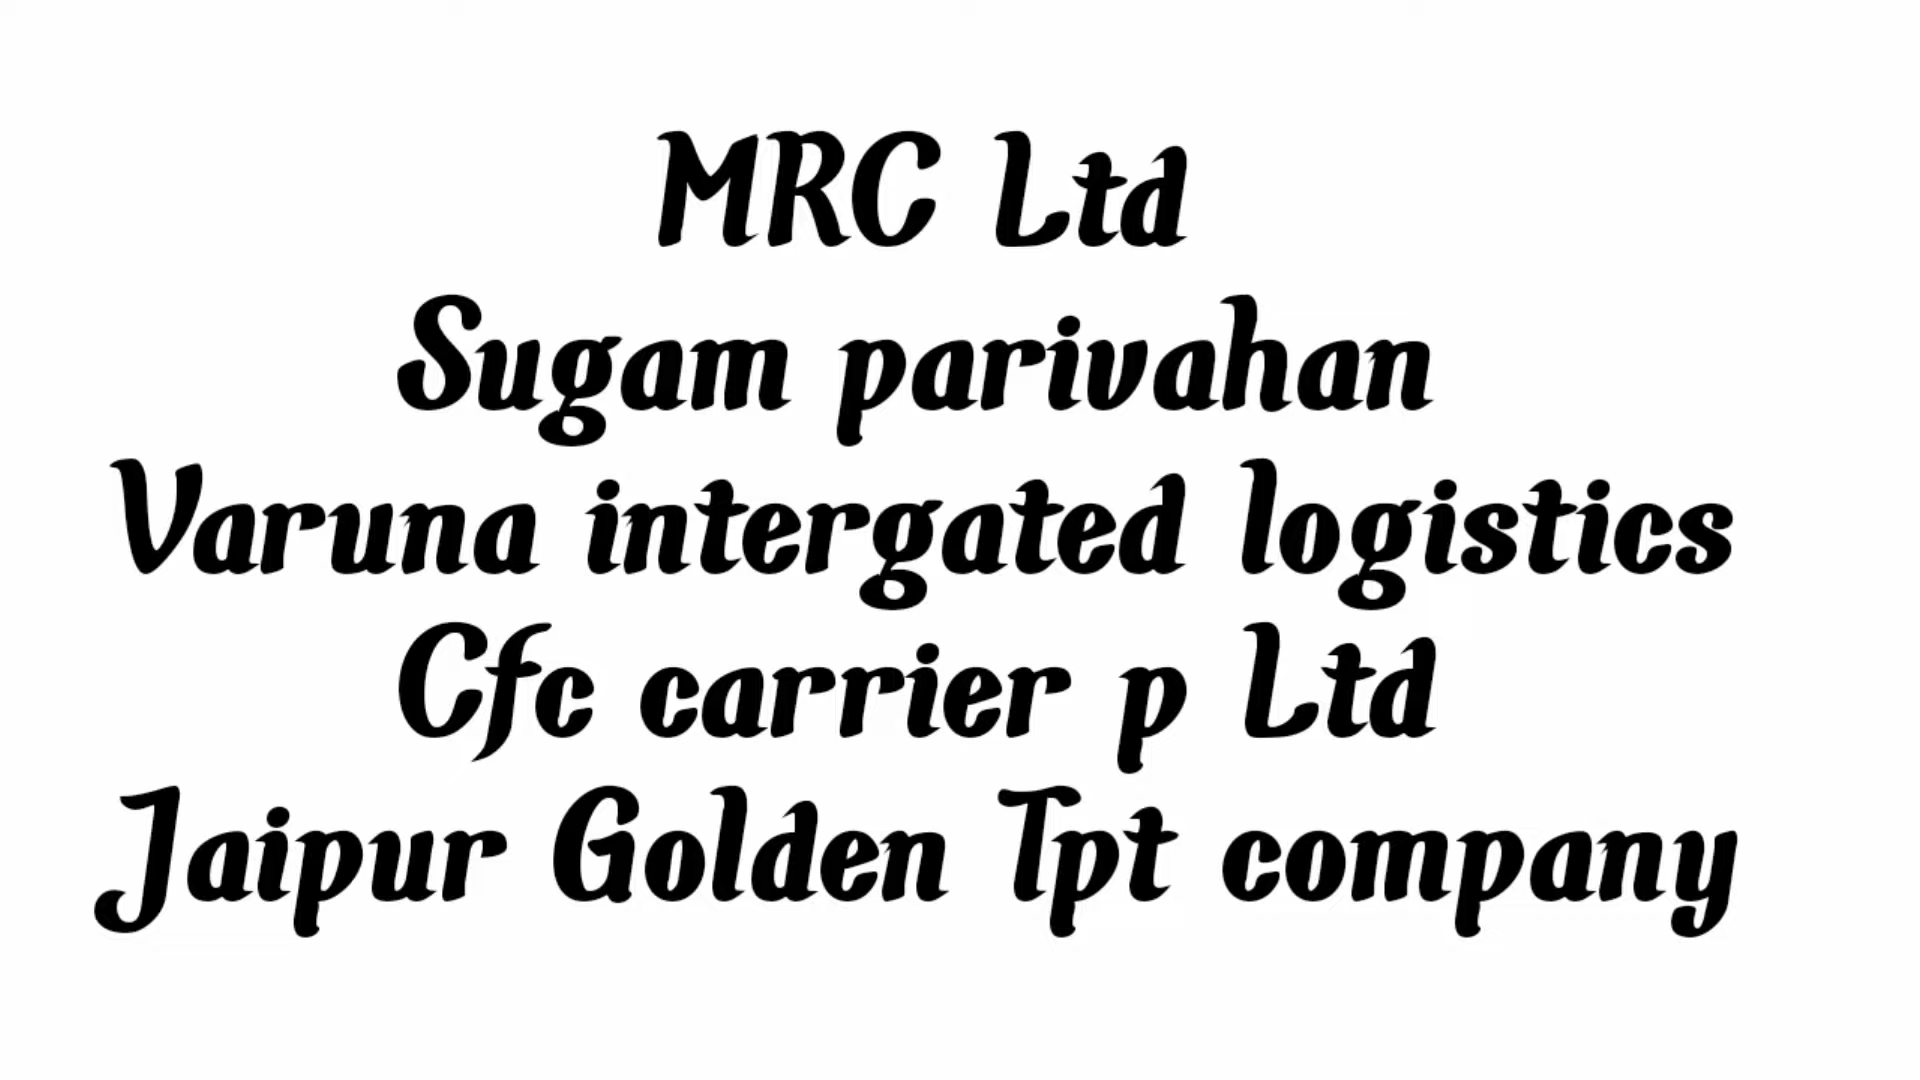 MRC Ltd
Sugam parivahan
Varuna intergated logistics
Cfc carrier p Ltd
Jaipur Golden Tpt company